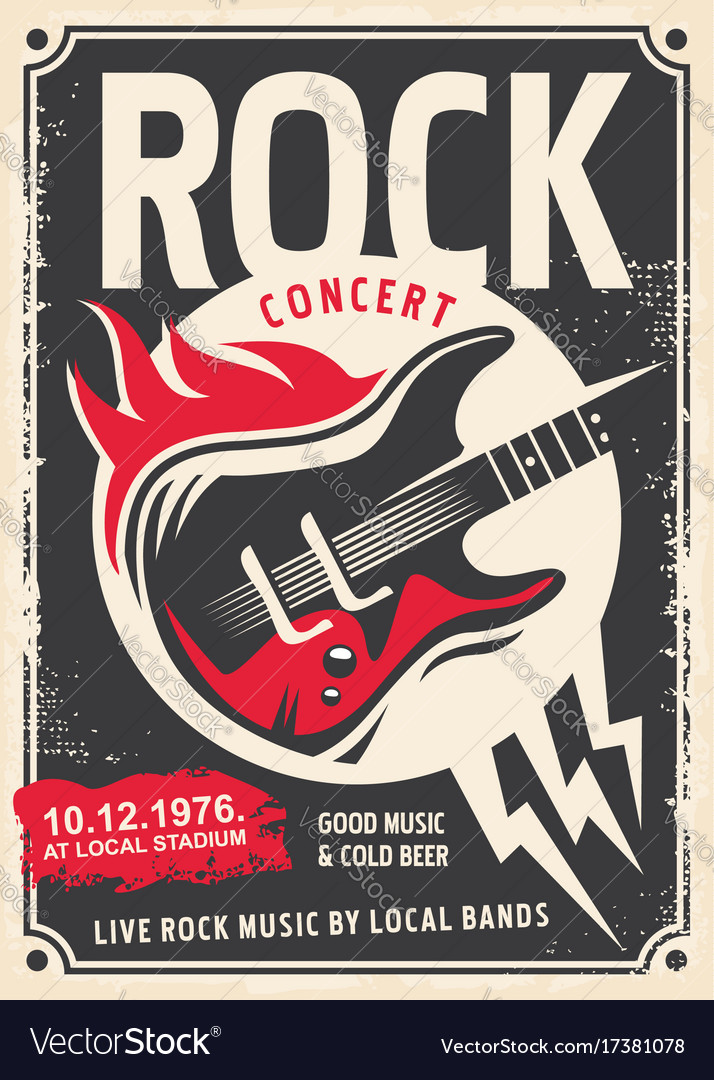 ROCK
CONCERT
10.12.1976.
AT LOCAL STADIUM
GOOD MUSIC
& COLD BEER
LIVE ROCK MUSIC BY LOCAL BANDS
VectorStock®
VectorStock.com/17381078